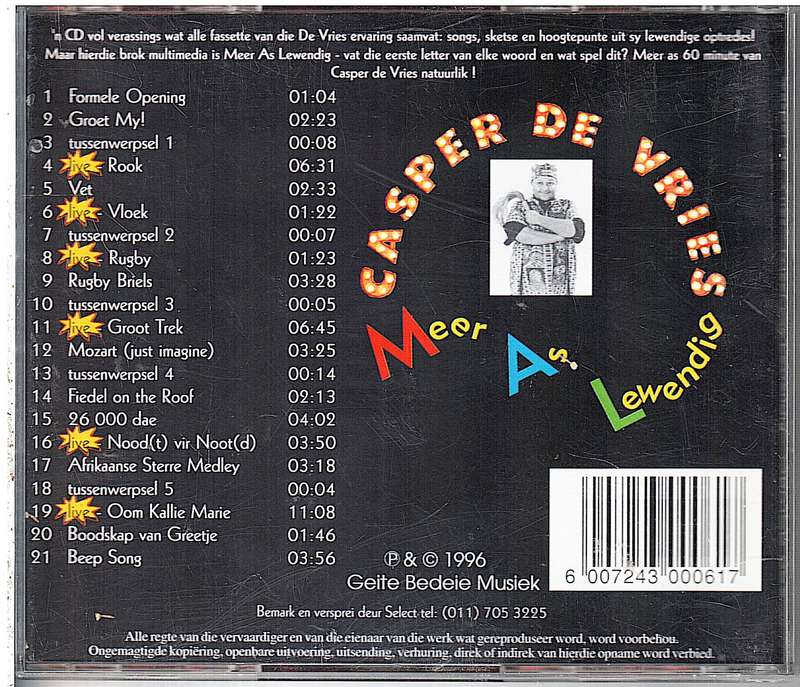 'n CD vol verassings wat alle fassette van die De Vries ervaring saamvat: songs, sketse en hoogtepunte uit sy lewendige optredes!
Maar hierdie brok multimedia is Meer As Lewendig - vat die eerste letter van elke woord en wat spel dit? Meer as 60 minute van
Casper de Vries natuurlik !
1 Formele Opening 01:04
2 Groet My! 02:23
3 tussenwerpsel 1 00:08
4 live - Rook 06:31
5 Vet 02:33
6 live - Vloek 01:22
7 tussenwerpsel 2 00:07
8 live - Rugby 01:23
9 Rugby Briels 03:28
10 tussenwerpsel 3 00:05
11 live - Groot Trek 06:45
12 Mozart (just imagine) 03:25
13 tussenwerpsel 4 00:14
14 Fiedel on the Roof 02:13
15 26 000 dae 04:02
16 live - Nood(t) vir Noot(d) 03:50
17 Afrikaanse Sterre Medley 03:18
18 tussenwerpsel 5 00:04
19 live - Oom Kallie Marie 11:08
20 Boodskap van Greetje 01:46
21 Beep Song 03:56
CASPER DE VRIES
Meer As Lewendig
℗ & © 1996
Geite Bedeie Musiek
6 007243 000617
Bemark en versprei deur Select tel: (011) 705 3225
Alle regte van die vervaardiger en van die eienaar van die werk wat gereproduseer word, word voorbehou.
Ongemagtigde kopiëring, openbare uitvoering, uitsending, verhuring, direk of indirek van hierdie opname word verbied.